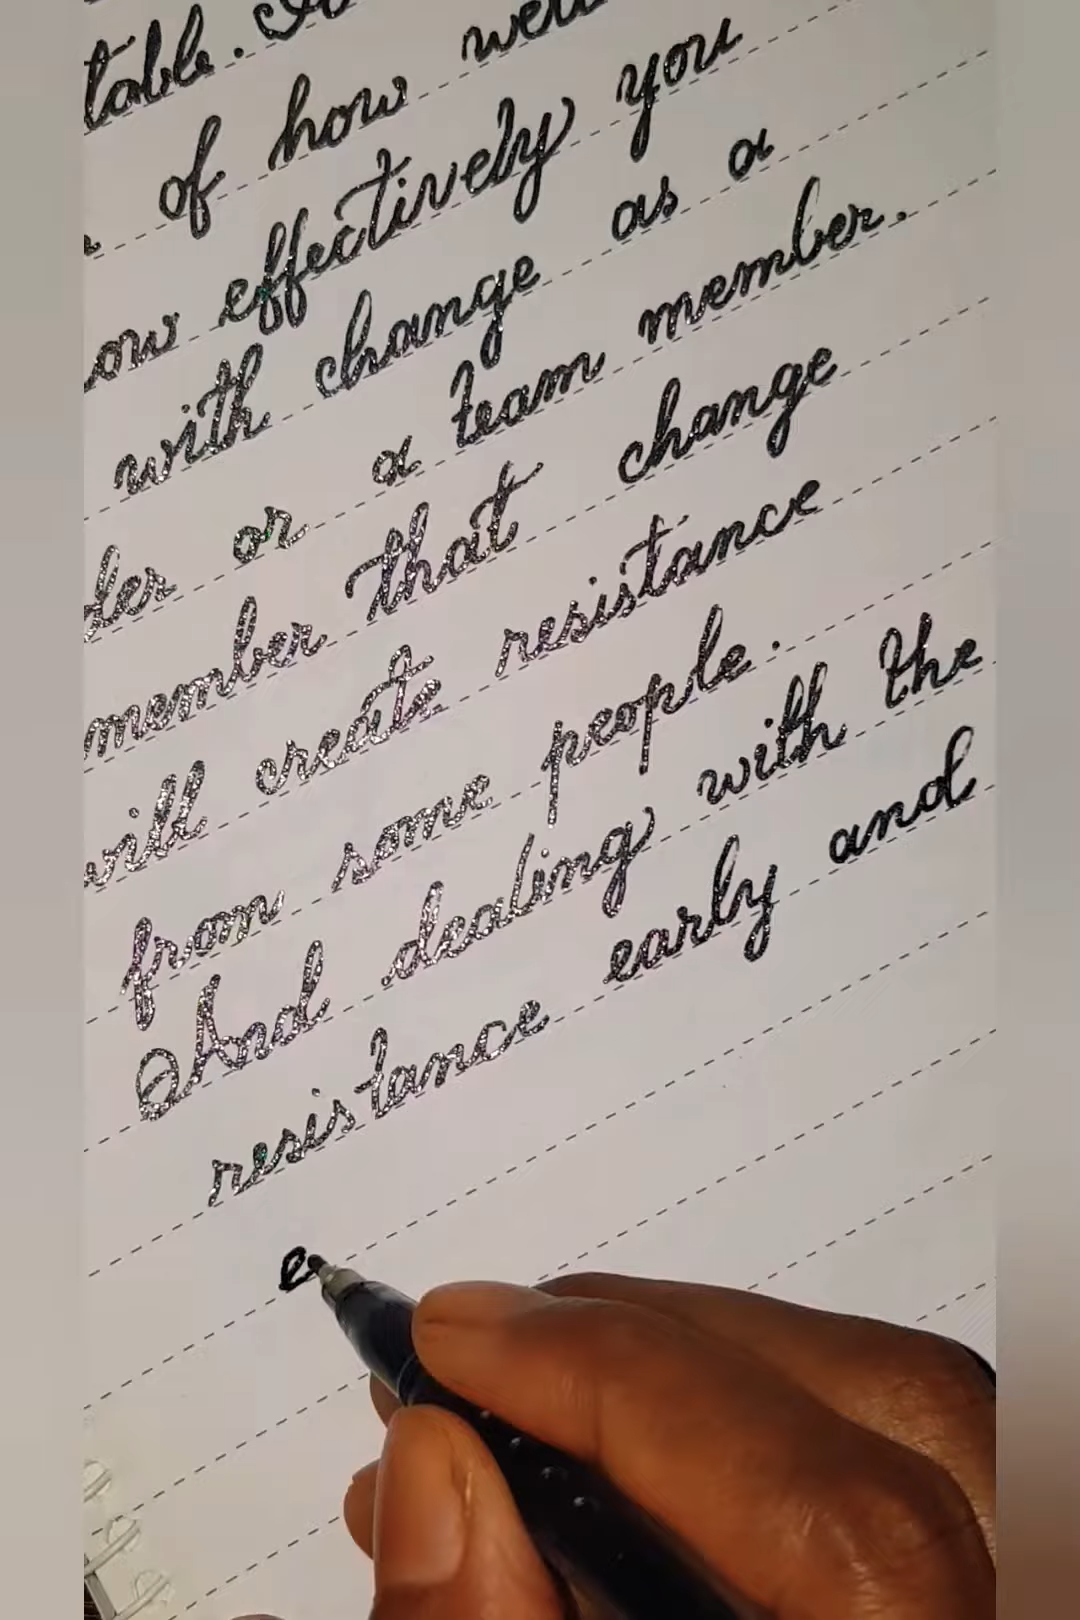 table.
of how
effectively you
with change as a
or a team member.
member that change
will create resistance
from some people.
And dealing with the
resistance early and
e